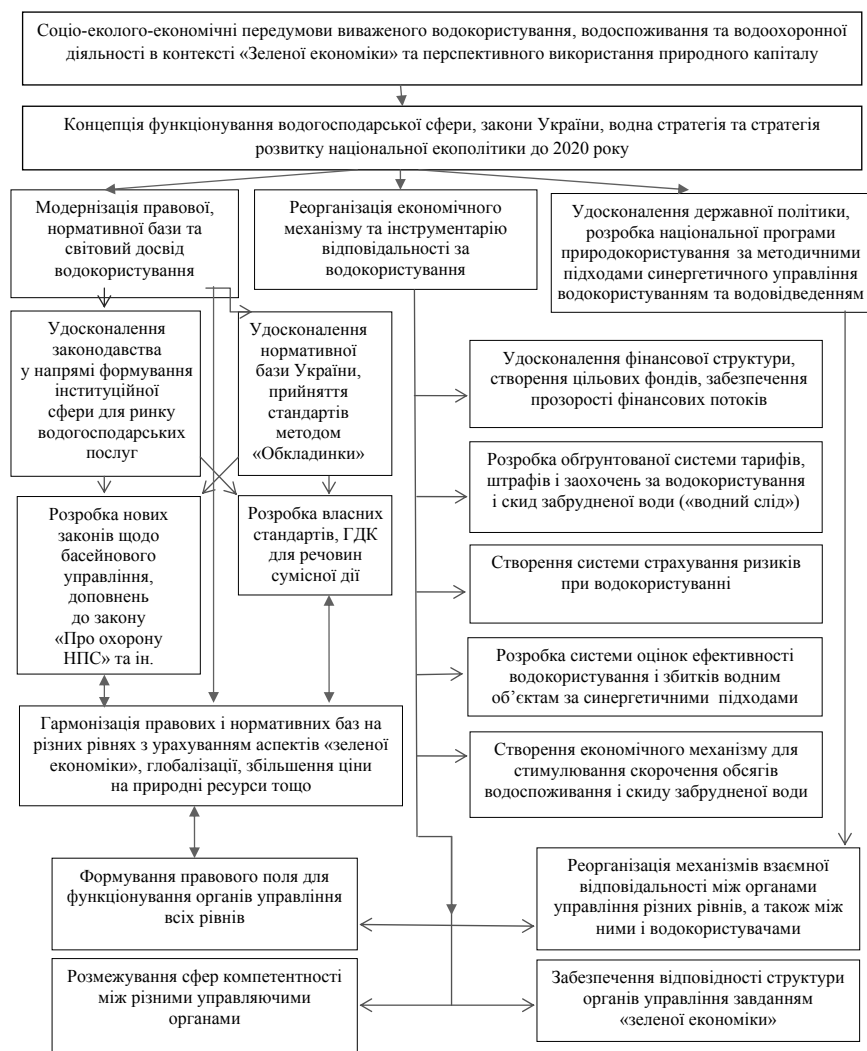 Соціо-еколого-економічні передумови виваженого водокористування, водоспоживання та водоохоронної
діяльності в контексті «Зеленої економіки» та перспективного використання природного капіталу
Концепція функціонування водогосподарської сфери, закони України, водна стратегія та стратегія
розвитку національної екополітики до 2020 року
Модернізація правової,
нормативної бази та
світовий досвід
водокористування
Реорганізація економічного
механізму та інструментарію
відповідальності за
водокористування
Удосконалення державної політики,
розробка національної програми
природокористування за методичними
підходами синергетичного управління
водокористуванням та водовідведенням
Удосконалення
законодавства
у напрямі формування
інституційної
сфери для ринку
водогосподарських
послуг
Удосконалення
нормативної
бази України,
прийняття
стандартів
методом
«Обкладинки»
Удосконалення фінансової структури,
створення цільових фондів, забезпечення
прозорості фінансових потоків
Розробка обґрунтованої системи тарифів,
штрафів і заохочень за водокористування
і скид забрудненої води («водний слід»)
Розробка нових
законів щодо
басейнового
управління,
доповнень
до закону
«Про охорону
НПС» та ін.
Розробка власних
стандартів, ГДК
для речовин
сумісної дії
Створення системи страхування ризиків
при водокористуванні
Розробка системи оцінок ефективності
водокористування і збитків водним
об’єктам за синергетичними підходами
Гармонізація правових і нормативних баз на
різних рівнях з урахуванням аспектів «зеленої
економіки», глобалізації, збільшення ціни
на природні ресурси тощо
Створення економічного механізму для
стимулювання скорочення обсягів
водоспоживання і скиду забрудненої води
Формування правового поля для
функціонування органів управління
всіх рівнів
Реорганізація механізмів взаємної
відповідальності між органами
управління різних рівнів, а також між
ними і водокористувачами
Розмежування сфер компетентності
між різними управляючими
органами
Забезпечення відповідності структури
органів управління завданням
«зеленої економіки»